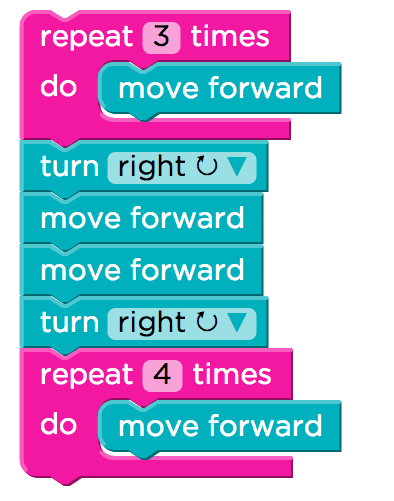 repeat 3 times
do move forward
turn right ↻ ▼
move forward
move forward
turn right ↻ ▼
repeat 4 times
do move forward